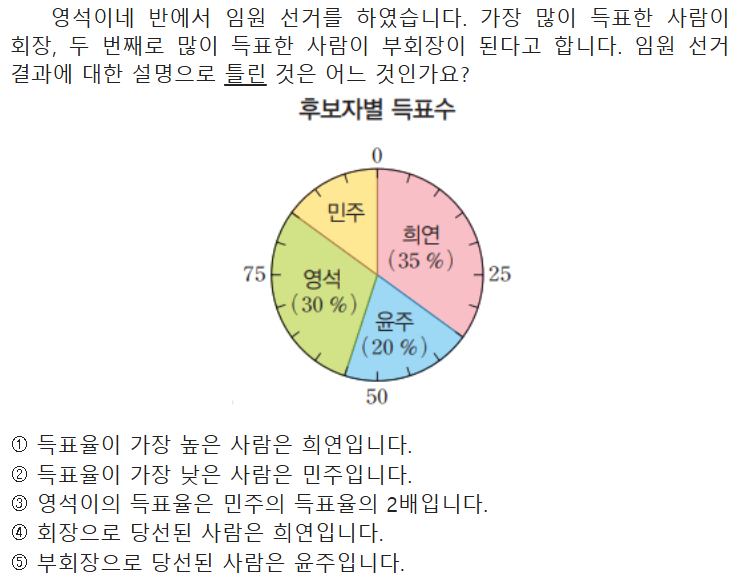 영석이네 반에서 임원 선거를 하였습니다. 가장 많이 득표한 사람이
회장, 두 번째로 많이 득표한 사람이 부회장이 된다고 합니다. 임원 선거
결과에 대한 설명으로 틀린 것은 어느 것인가요?
후보자별 득표수
0
민주
희연
(35 %)
75
25
영석
(30 %)
윤주
(20 %)
50
① 득표율이 가장 높은 사람은 희연입니다.
② 득표율이 가장 낮은 사람은 민주입니다.
③ 영석이의 득표율은 민주의 득표율의 2배입니다.
④ 회장으로 당선된 사람은 희연입니다.
⑤ 부회장으로 당선된 사람은 윤주입니다.